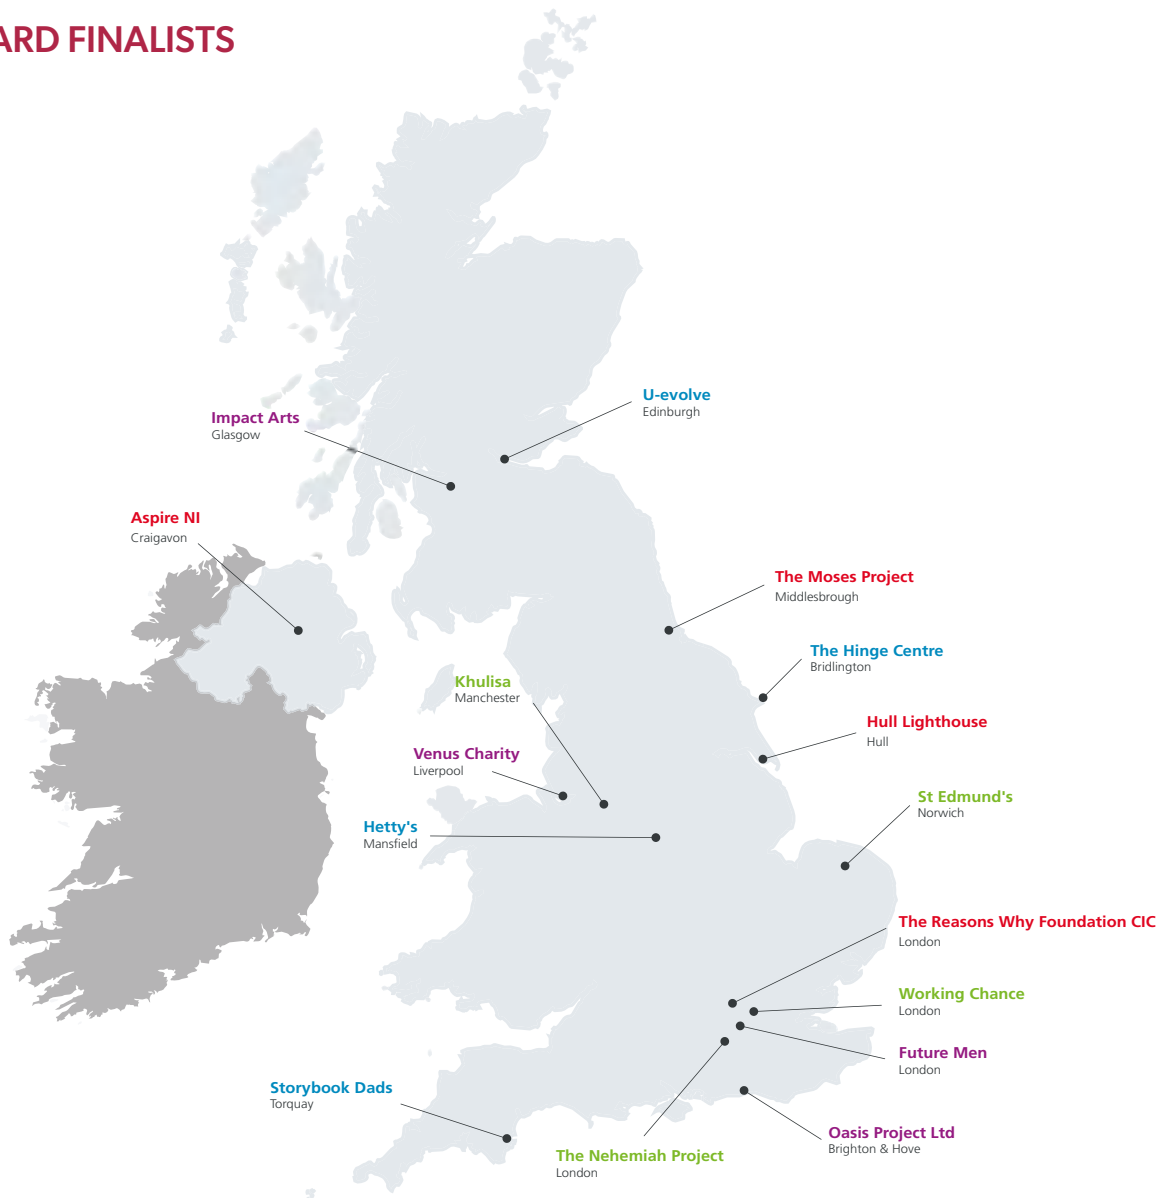 ARD FINALISTS
U-evolve
Edinburgh
Impact Arts
Glasgow
Aspire NI
Craigavon
The Moses Project
Middlesbrough
The Hinge Centre
Bridlington
Khulisa
Manchester
Hull Lighthouse
Hull
Venus Charity
Liverpool
St Edmund's
Norwich
Hetty's
Mansfield
The Reasons Why Foundation CIC
London
Working Chance
London
Future Men
London
Storybook Dads
Torquay
Oasis Project Ltd
Brighton & Hove
The Nehemiah Project
London